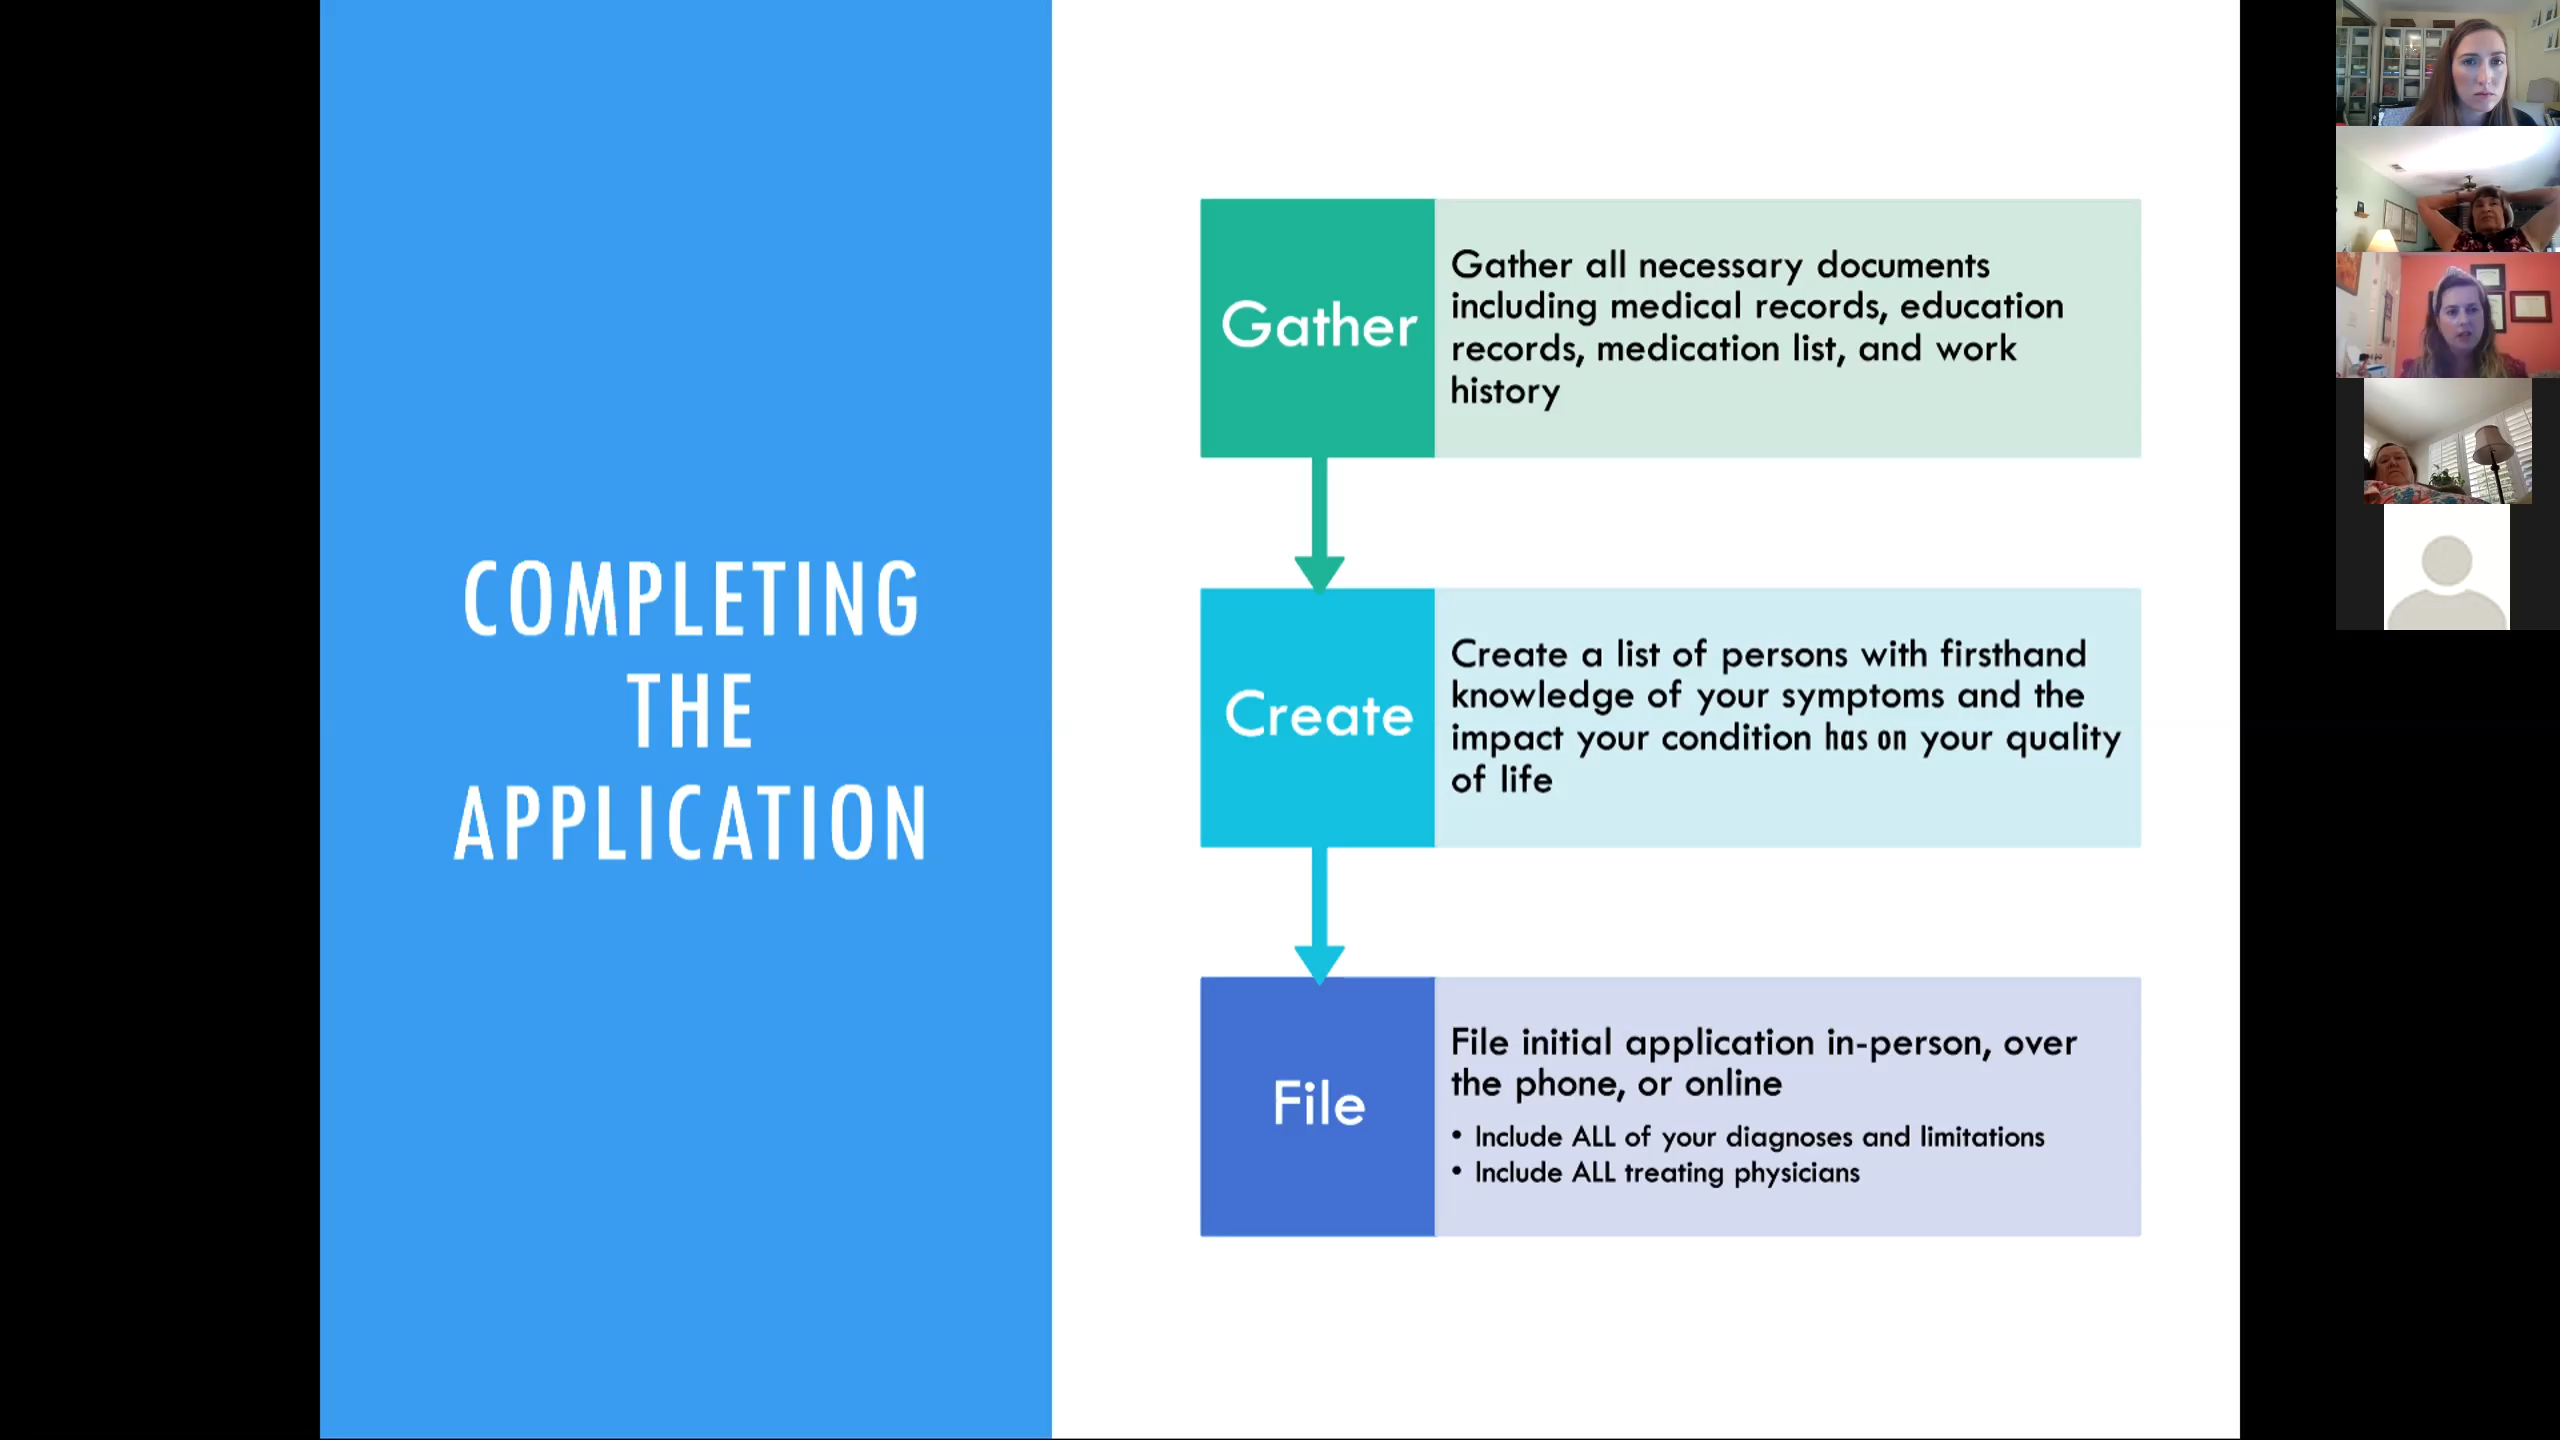 COMPLETING
THE
APPLICATION
Gather
Gather all necessary documents
including medical records, education
records, medication list, and work
history
Create
Create a list of persons with firsthand
knowledge of your symptoms and the
impact your condition has on your quality
of life
File
File initial application in-person, over
the phone, or online
• Include ALL of your diagnoses and limitations
• Include ALL treating physicians